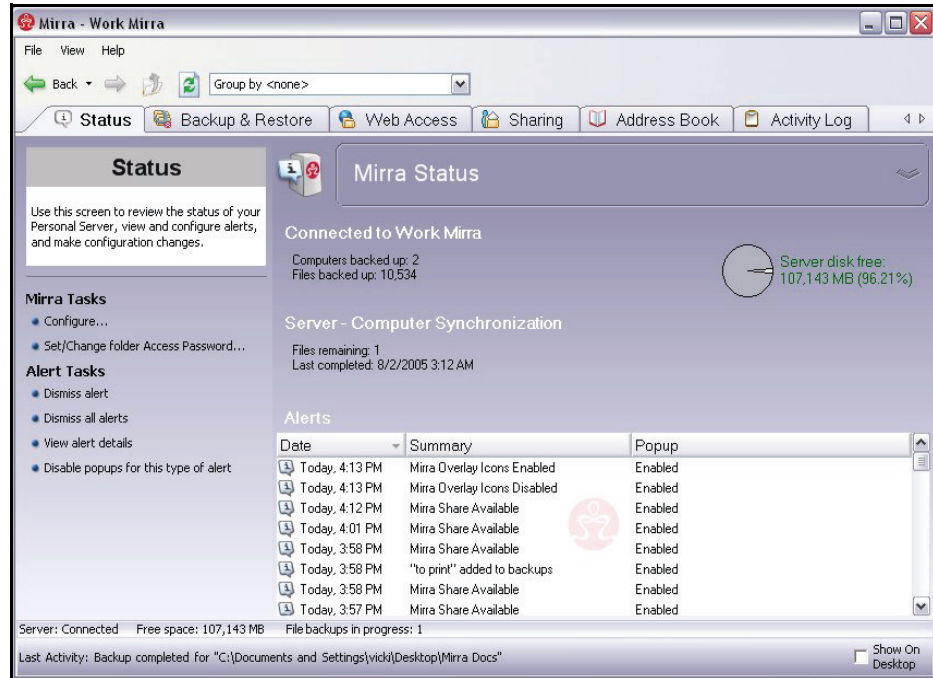 Mirra - Work Mirra
File View Help
Back Group by <none>
Status Backup & Restore Web Access Sharing Address Book Activity Log
Status
Use this screen to review the status of your
Personal Server, view and configure alerts,
and make configuration changes.
Mirra Tasks
Configure...
Set/Change folder Access Password...
Alert Tasks
Dismiss alert
Dismiss all alerts
View alert details
Disable popups for this type of alert
Mirra Status
Connected to Work Mirra
Computers backed up: 2
Files backed up: 10,534
Server disk free:
107,143 MB (96.21%)
Server - Computer Synchronization
Files remaining: 1
Last completed: 8/2/2005 3:12 AM
Alerts
Date Summary Popup
Today, 4:13 PM Mirra Overlay Icons Enabled Enabled
Today, 4:13 PM Mirra Overlay Icons Disabled Enabled
Today, 4:12 PM Mirra Share Available Enabled
Today, 4:01 PM Mirra Share Available Enabled
Today, 3:58 PM Mirra Share Available Enabled
Today, 3:58 PM "to print" added to backups Enabled
Today, 3:58 PM Mirra Share Available Enabled
Today, 3:57 PM Mirra Share Available Enabled
Server: Connected Free space: 107,143 MB File backups in progress: 1
Last Activity: Backup completed for "C:\Documents and Settings\vicki\Desktop\Mirra Docs"
Show On
Desktop